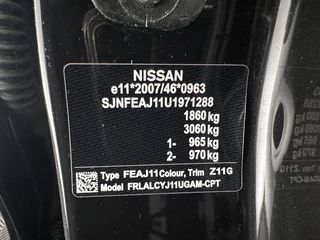 NISSAN
e11*2007/46*0963
SJNFEAJ11U1971288
1860 kg
3060 kg
1- 965 kg
2- 970 kg
Type FEAJ11 Colour, Trim Z11G
Model FRLALCYJ11UGAM-CPT